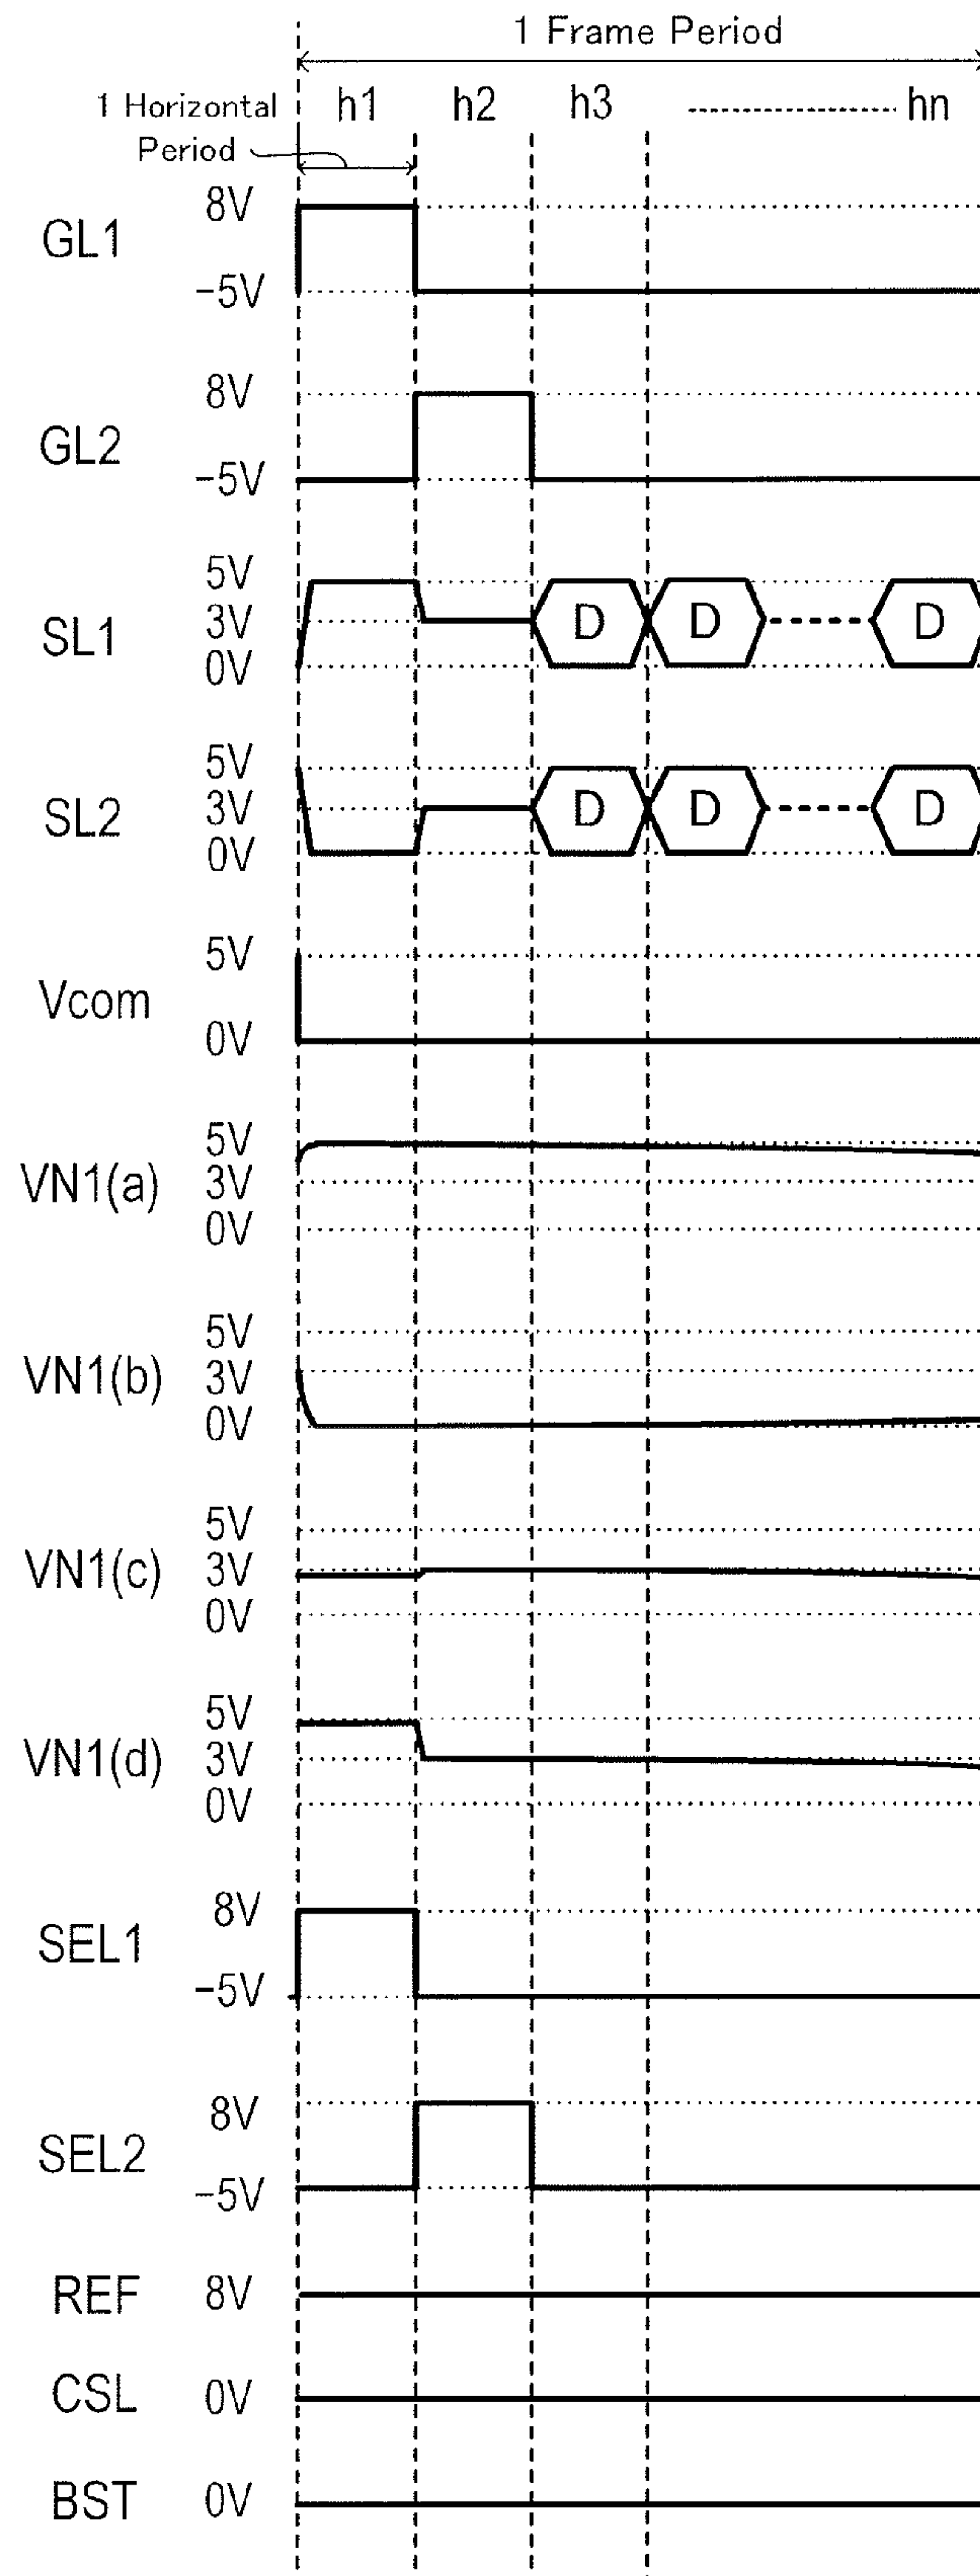 1 Frame Period
1 Horizontal Period
h1 h2 h3 hn
GL1 8V -5V
GL2 8V -5V
SL1 5V 3V 0V D D D
SL2 5V 3V 0V D D D
Vcom 5V 0V
VN1(a) 5V 3V 0V
VN1(b) 5V 3V 0V
VN1(c) 5V 3V 0V
VN1(d) 5V 3V 0V
SEL1 8V -5V
SEL2 8V -5V
REF 8V
CSL 0V
BST 0V